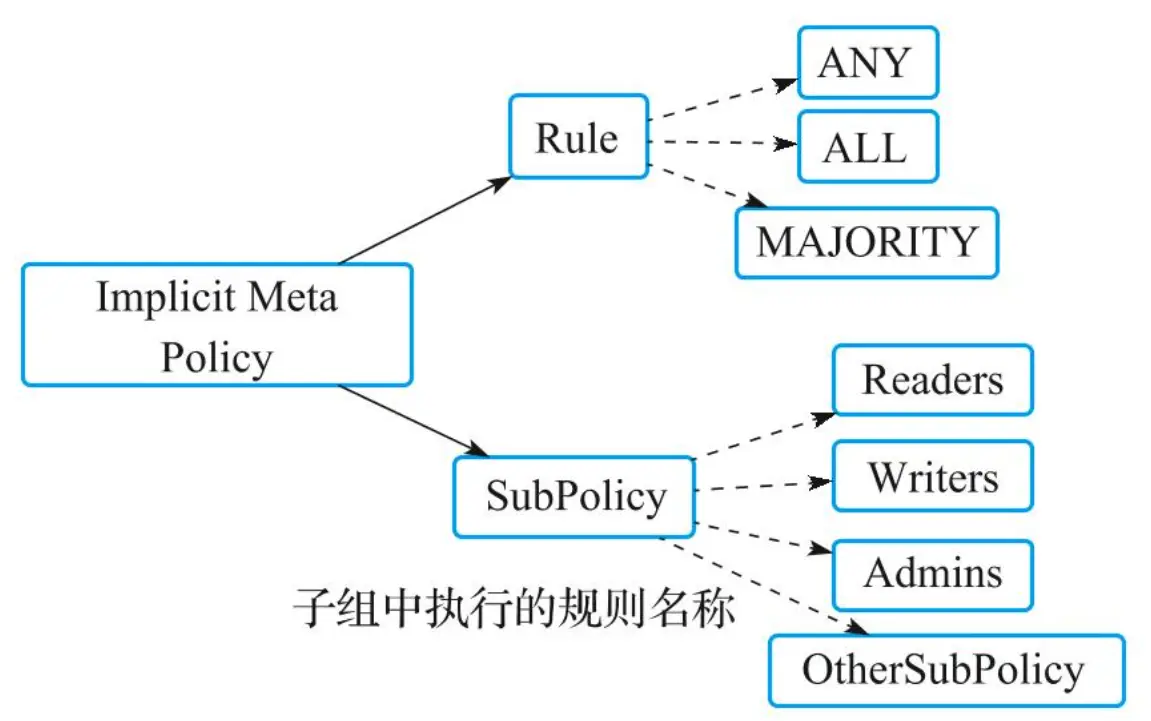 ANY
Rule
ALL
MAJORITY
Implicit Meta
Policy
Readers
Writers
SubPolicy
Admins
子组中执行的规则名称
OtherSubPolicy